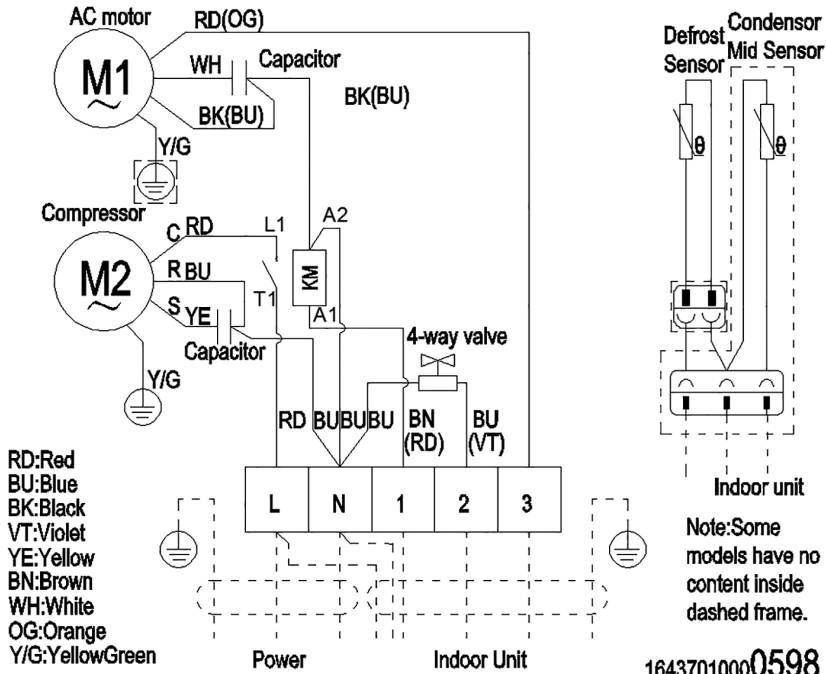 AC motor
RD(OG)
M1
WH
Capacitor
BK(BU)
BK(BU)
Y/G
Defrost
Sensor
Condensor
Mid Sensor
θ
θ
Compressor
C RD
L1
A2
M2
R BU
KM
T1
A1
S YE
Capacitor
4-way valve
Y/G
RD BU BU BU BN
(RD)
BU
(VT)
L N 1 2 3
RD:Red
BU:Blue
BK:Black
VT:Violet
YE:Yellow
BN:Brown
WH:White
OG:Orange
Y/G:YellowGreen
Power
Indoor Unit
Indoor unit
Note:Some
models have no
content inside
dashed frame.
16437010000598